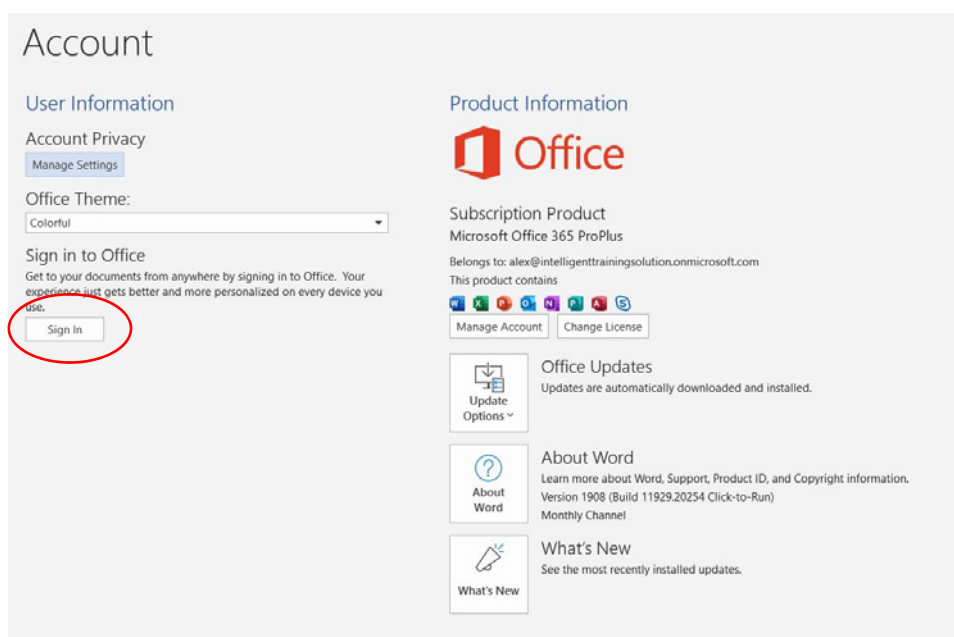 Account
User Information
Account Privacy
Manage Settings
Office Theme:
Colorful
Sign in to Office
Get to your documents from anywhere by signing in to Office. Your
experience just gets better and more personalized on every device you
use.
Sign In
Product Information
Office
Subscription Product
Microsoft Office 365 ProPlus
Belongs to: alex@intelligenttrainingsolution.onmicrosoft.com
This product contains
Manage Account
Change License
Update
Options
Office Updates
Updates are automatically downloaded and installed.
About
Word
About Word
Learn more about Word, Support, Product ID, and Copyright information.
Version 1908 (Build 11929.20254 Click-to-Run)
Monthly Channel
What's New
What's New
See the most recently installed updates.